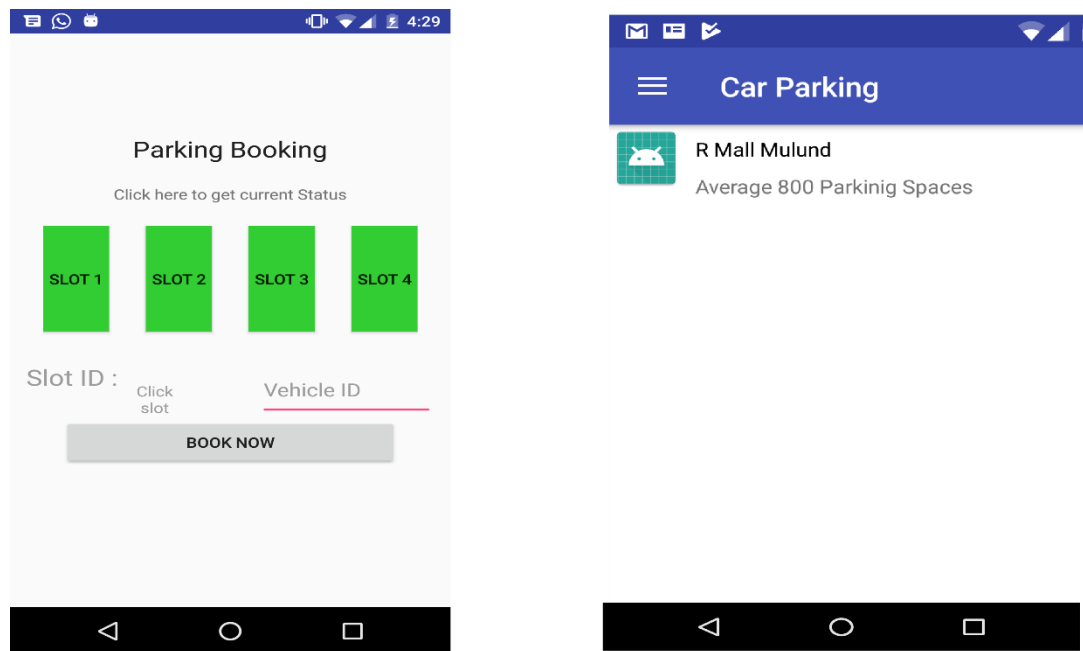 4:29
Parking Booking
Click here to get current Status
SLOT 1 SLOT 2 SLOT 3 SLOT 4
Slot ID :
Click
slot
Vehicle ID
BOOK NOW
Car Parking
R Mall Mulund
Average 800 Parkinig Spaces